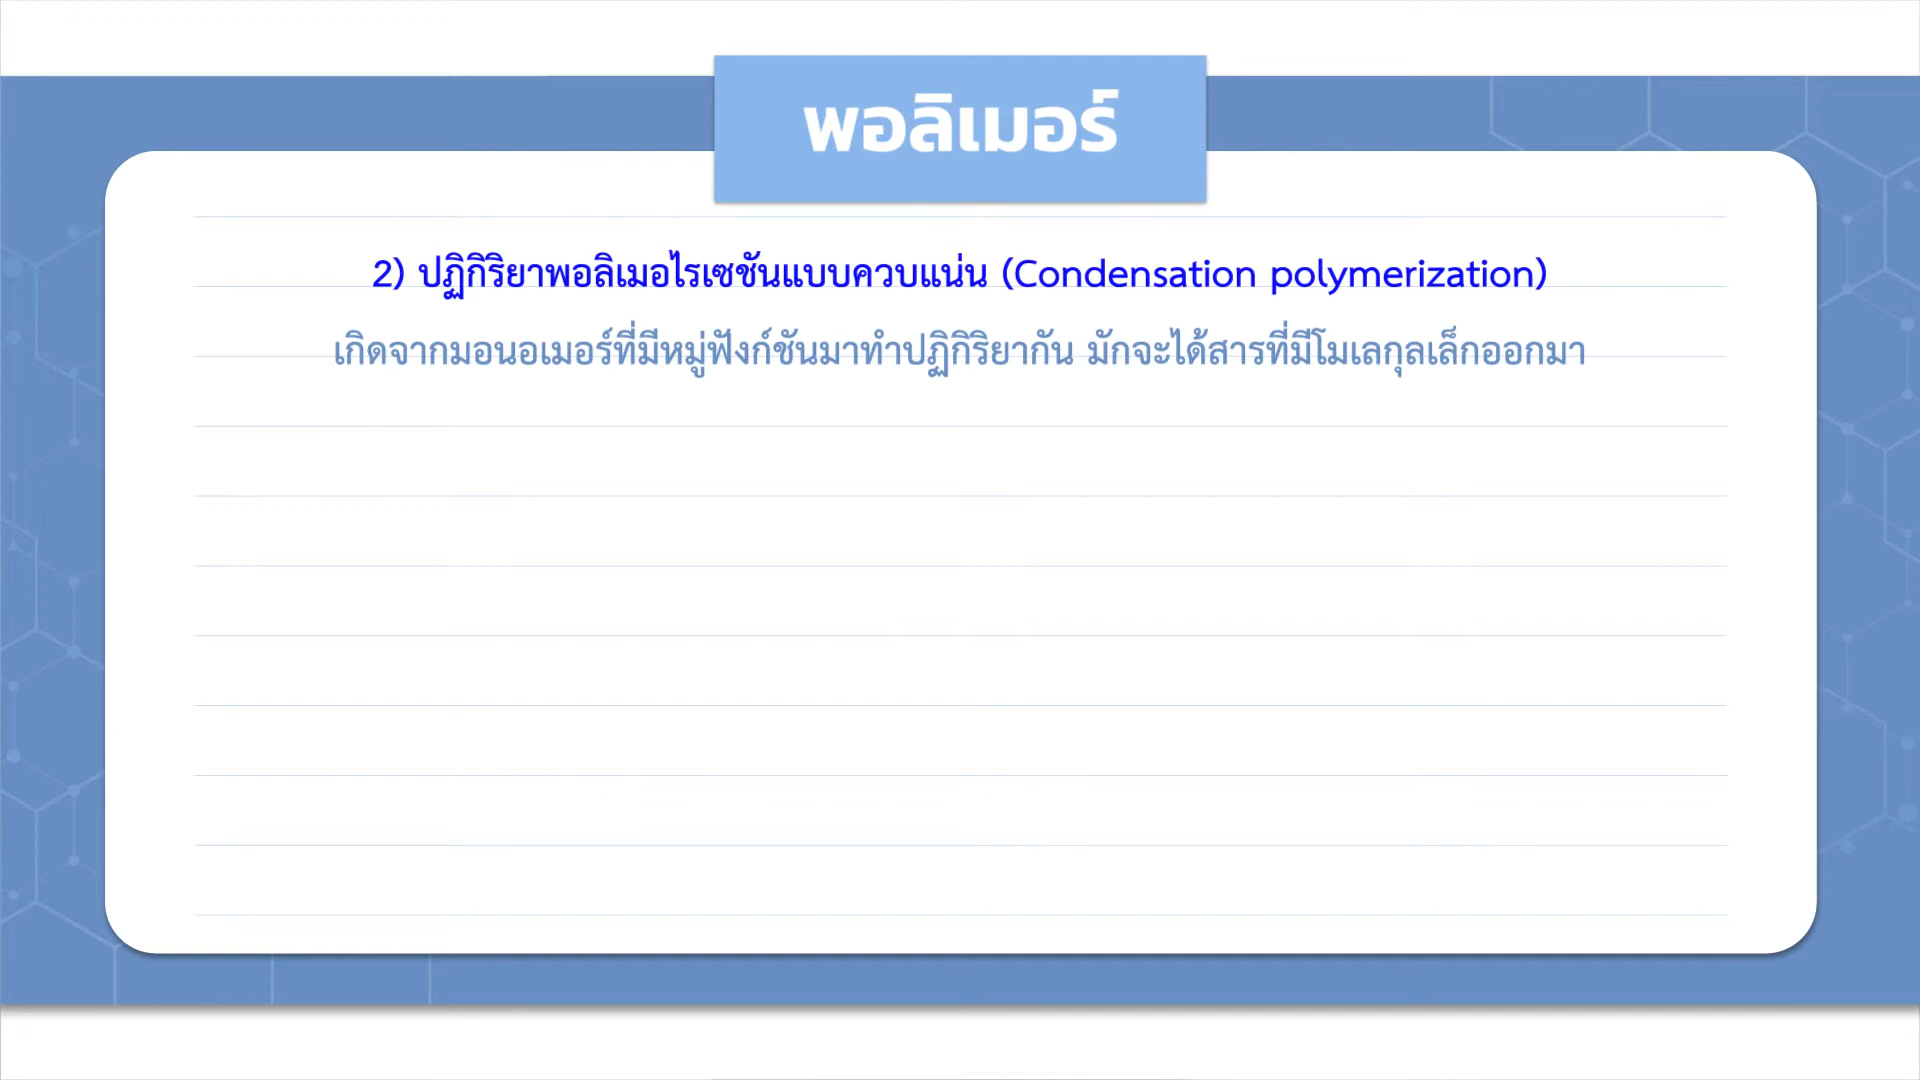 พอลิเมอร์
2) ปฏิกิริยาพอลิเมอไรเซชันแบบควบแน่น (Condensation polymerization)
เกิดจากมอนอเมอร์ที่มีหมู่ฟังก์ชันมาทำปฏิกิริยากัน มักจะได้สารที่มีโมเลกุลเล็กออกมา